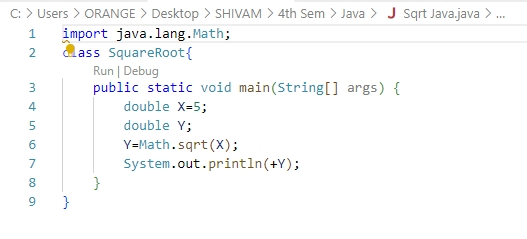 C: > Users > ORANGE > Desktop > SHIVAM > 4th Sem > Java > J Sqrt Java.java > ...
1 import java.lang.Math;
2 class SquareRoot{
Run | Debug
3 public static void main(String[] args) {
4 double X=5;
5 double Y;
6 Y=Math.sqrt(X);
7 System.out.println(+Y);
8 }
9 }